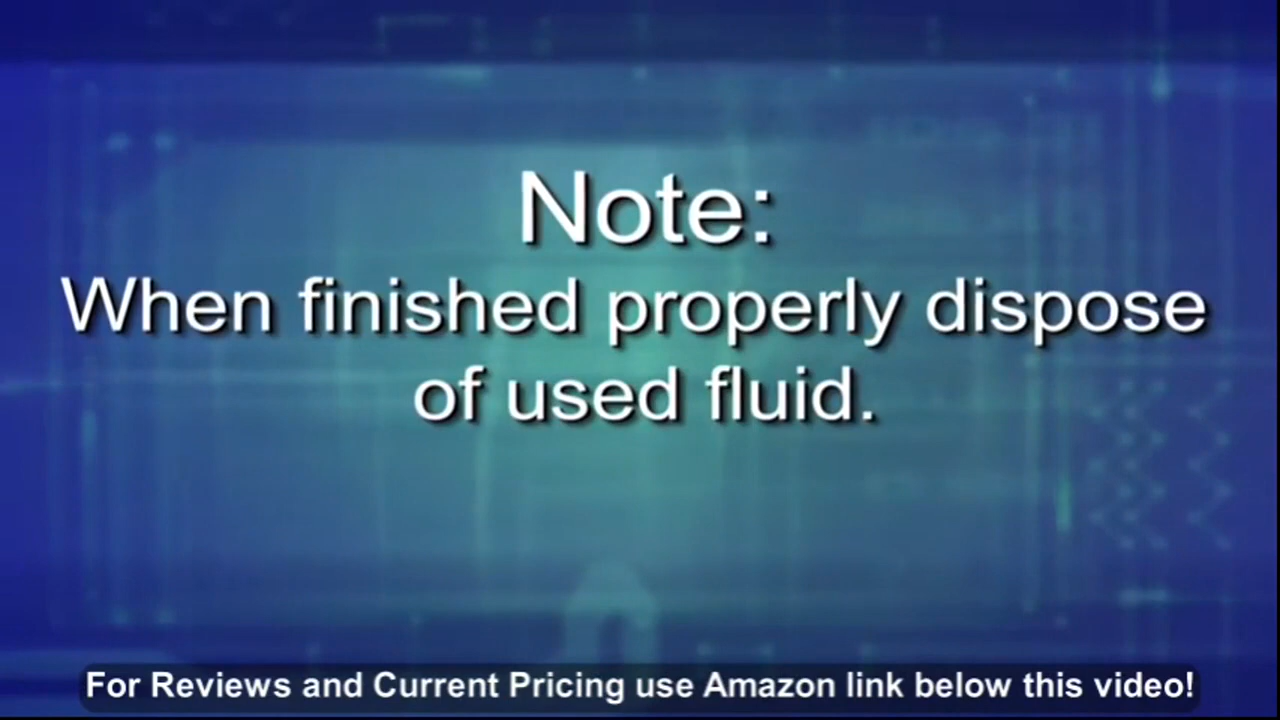 Note:
When finished properly dispose
of used fluid.
For Reviews and Current Pricing use Amazon link below this video!